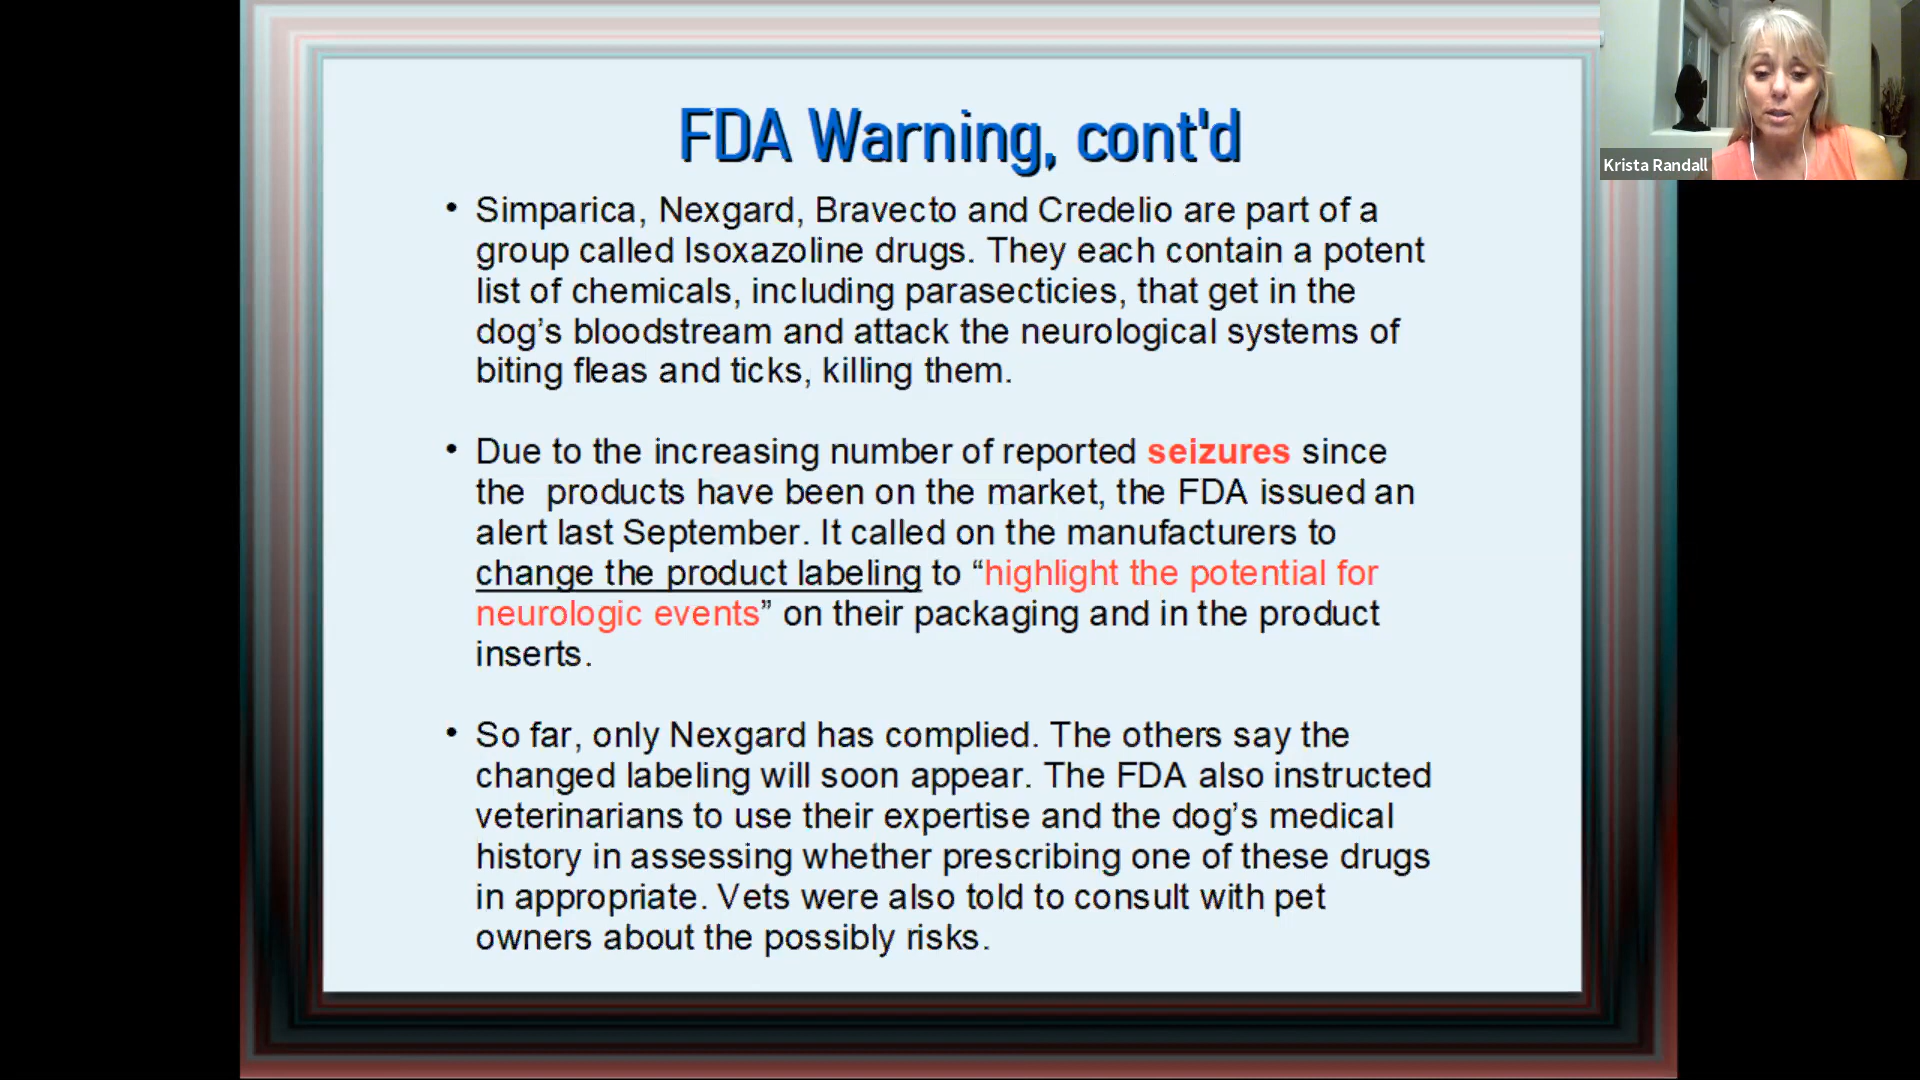 FDA Warning, cont'd
Krista Randall
• Simparica, Nexgard, Bravecto and Credelio are part of a
group called Isoxazoline drugs. They each contain a potent
list of chemicals, including parasecticies, that get in the
dog’s bloodstream and attack the neurological systems of
biting fleas and ticks, killing them.
• Due to the increasing number of reported seizures since
the  products have been on the market, the FDA issued an
alert last September. It called on the manufacturers to
change the product labeling to “highlight the potential for
neurologic events” on their packaging and in the product
inserts.
• So far, only Nexgard has complied. The others say the
changed labeling will soon appear. The FDA also instructed
veterinarians to use their expertise and the dog’s medical
history in assessing whether prescribing one of these drugs
in appropriate. Vets were also told to consult with pet
owners about the possibly risks.